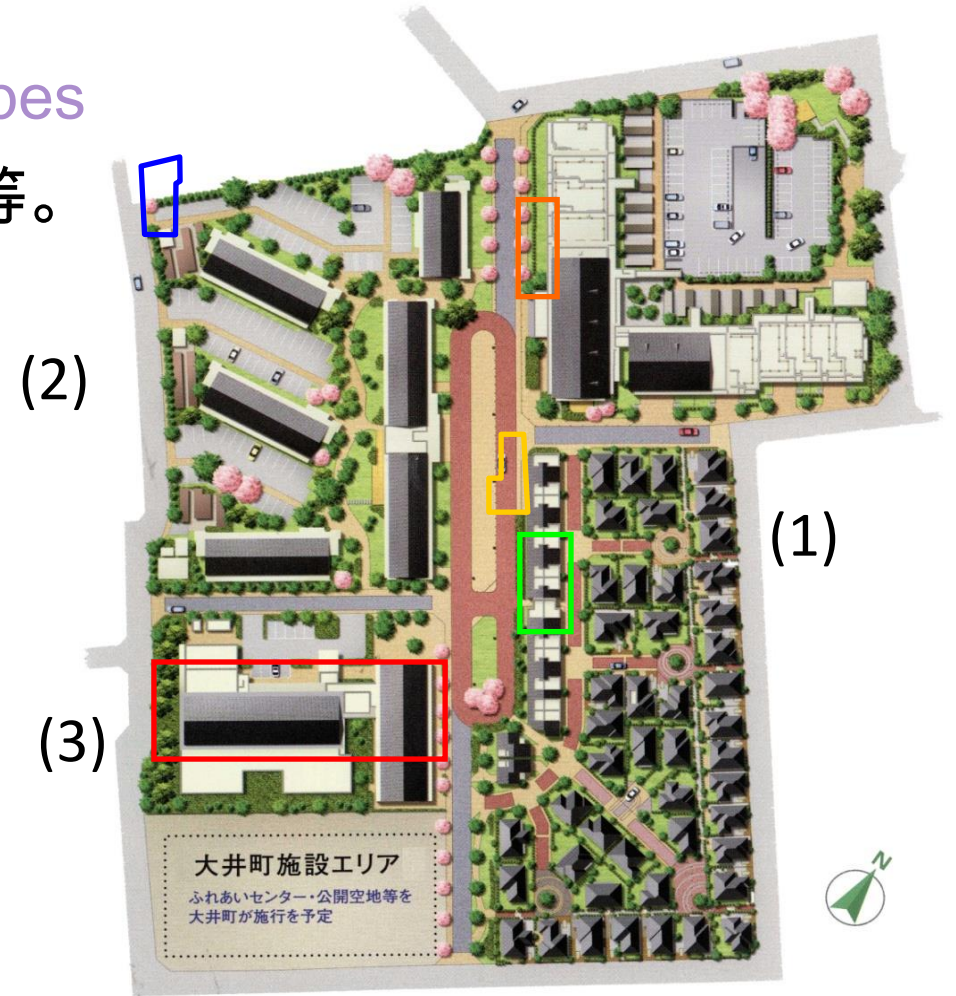 pes
等。
(2)
(1)
(3)
大井町施設エリア
ふれあいセンター・公開空地等を
大井町が施行を予定
N